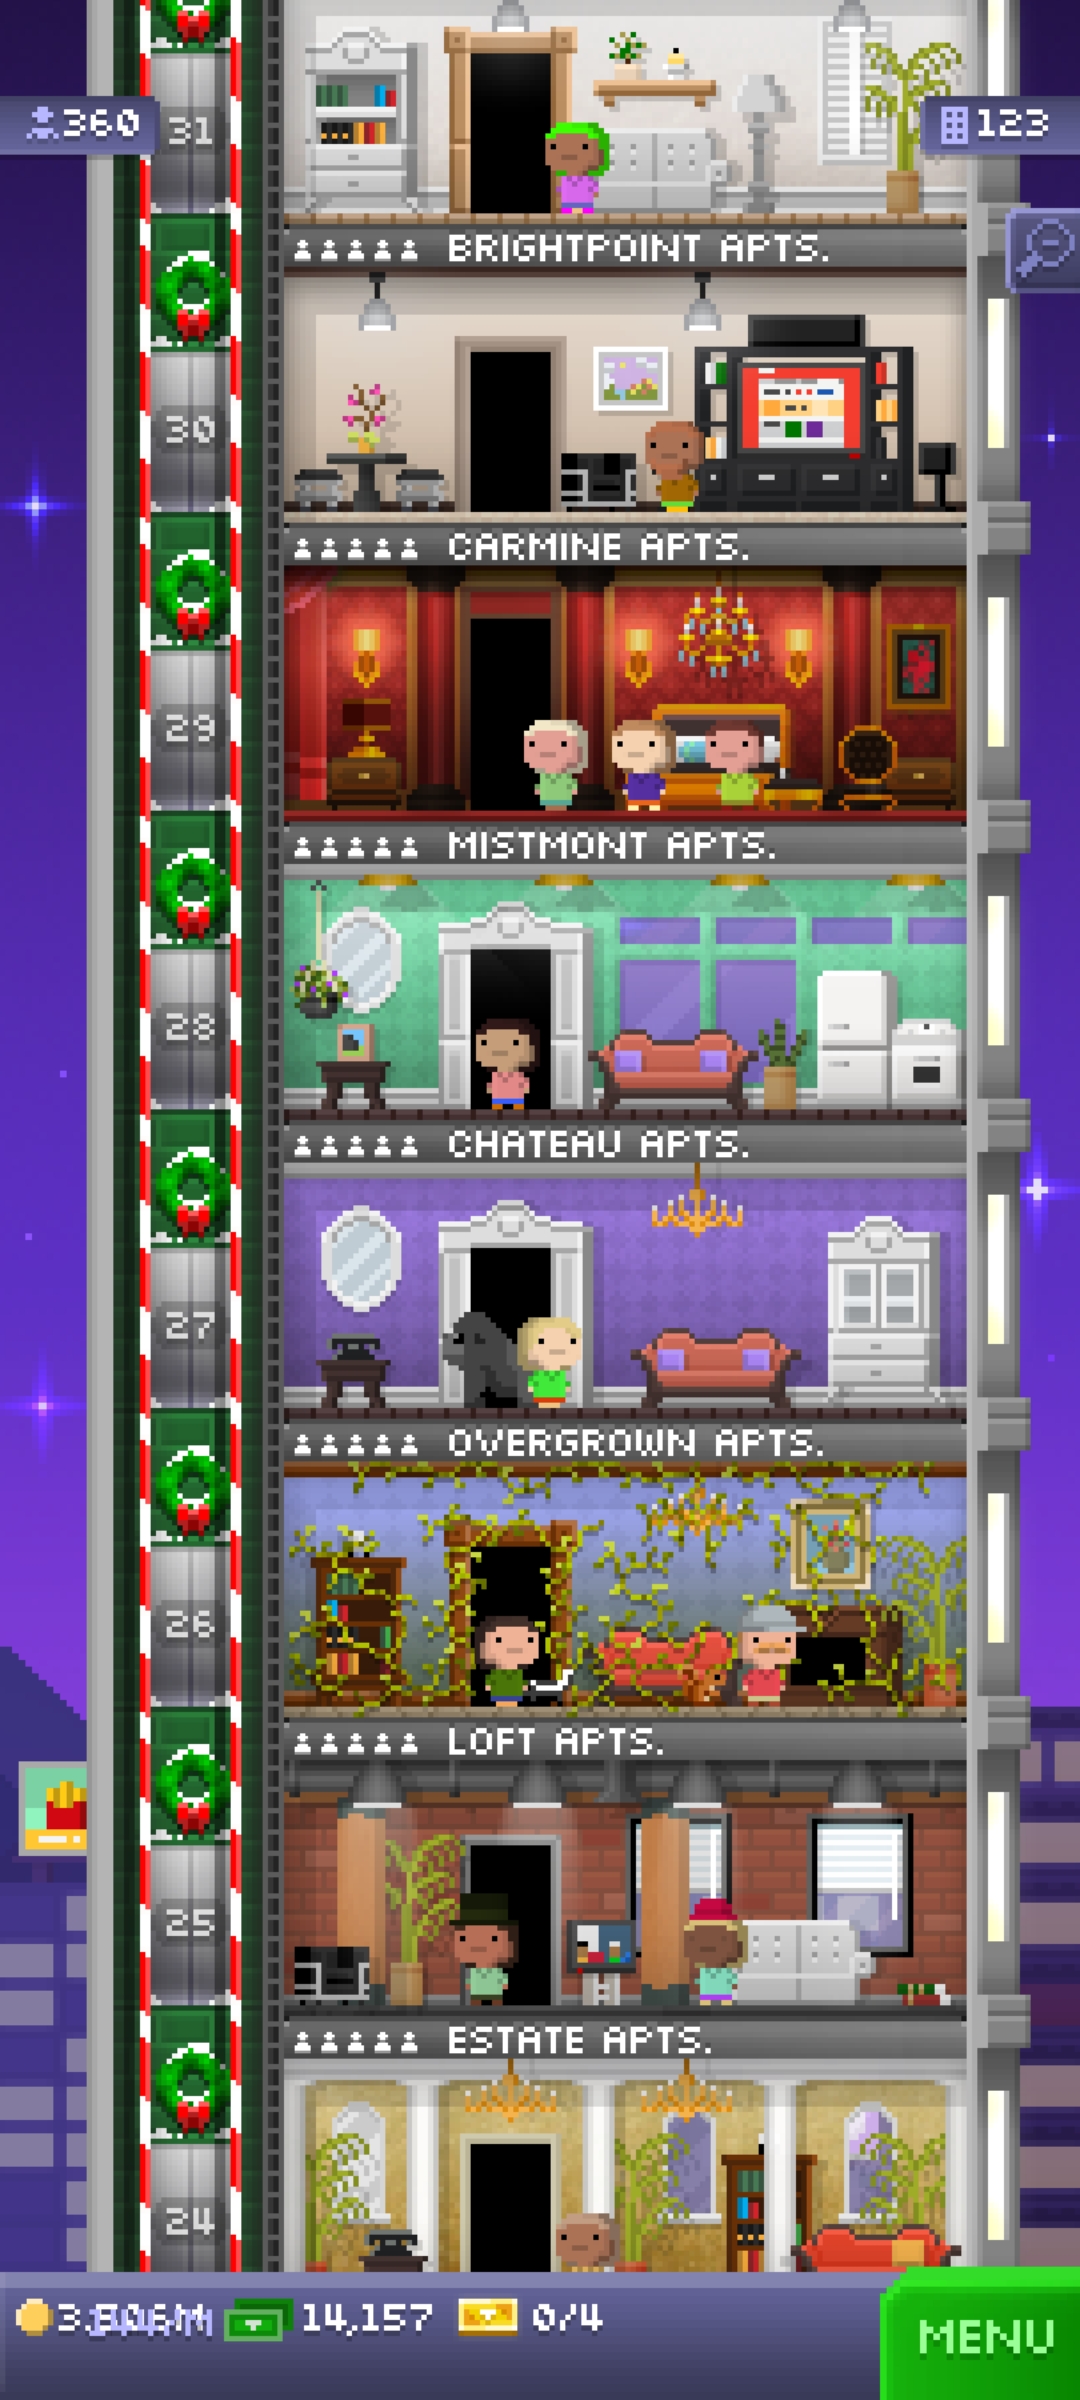 360
31
123
BRIGHTPOINT APTS.
30
CARMINE APTS.
29
MISTMONT APTS.
28
CHATEAU APTS.
27
OVERGROWN APTS.
26
LOFT APTS.
25
ESTATE APTS.
24
14,157
0/4
MENU